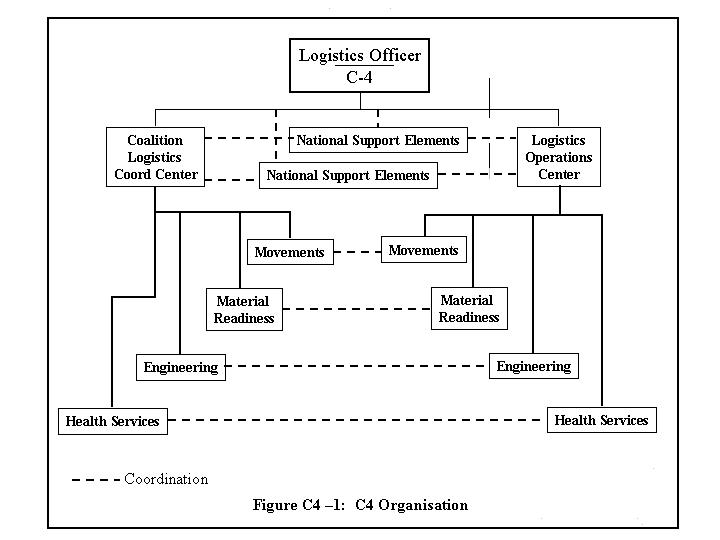 Logistics Officer
C-4
Coalition
Logistics
Coord Center
National Support Elements
National Support Elements
Logistics
Operations
Center
Movements
Movements
Material
Readiness
Material
Readiness
Engineering
Engineering
Health Services
Health Services
Coordination
Figure C4 –1: C4 Organisation